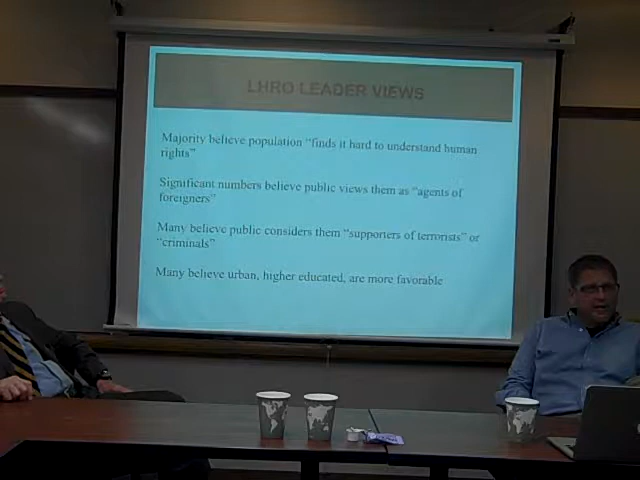 LHRO LEADER VIEWS
Majority believe population "finds it hard to understand human
rights"
Significant numbers believe public views them as "agents of
foreigners"
Many believe public considers them "supporters of terrorists" or
"criminals"
Many believe urban, higher educated, are more favorable